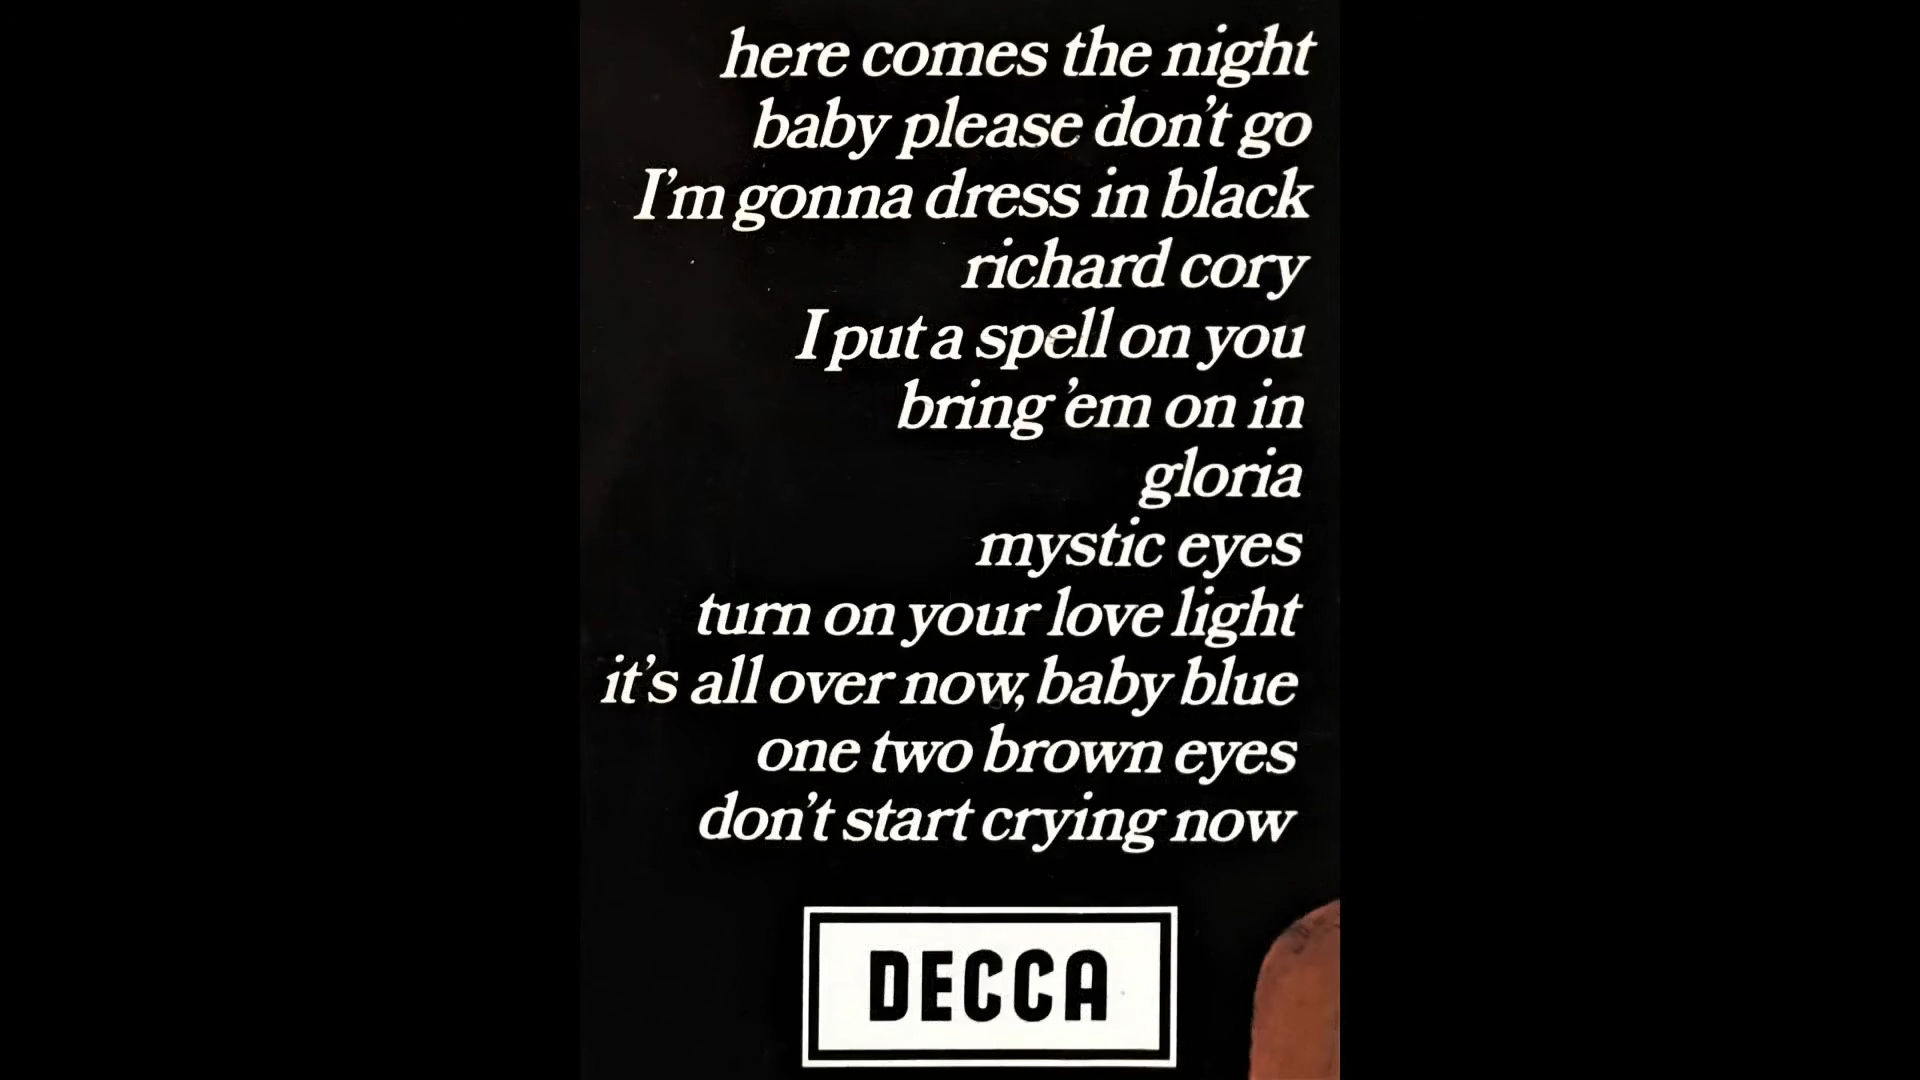 here comes the night
baby please don't go
I'm gonna dress in black
richard cory
I put a spell on you
bring 'em on in
gloria
mystic eyes
turn on your love light
it's all over now, baby blue
one two brown eyes
don't start crying now
DECCA